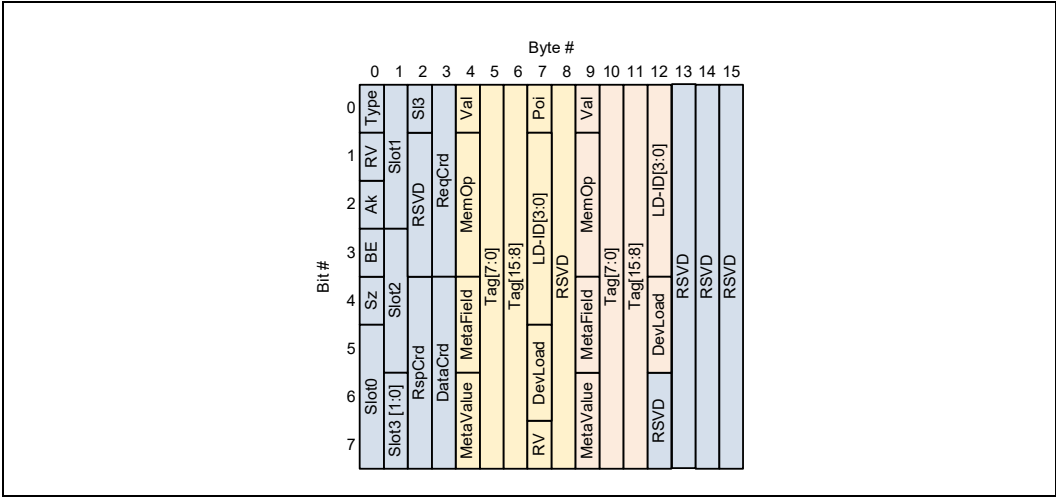 Byte #
0 1 2 3 4 5 6 7 8 9 10 11 12 13 14 15
Bit #
0
1
2
3
4
5
6
7
Type
RV
Ak
BE
Sz
Slot0
Slot1
Slot2
Slot3 [1:0]
Sl3
RSVD
RspCrd
ReqCrd
DataCrd
Val
MemOp
MetaField
MetaValue
Tag[7:0]
Tag[15:8]
Poi
LD-ID[3:0]
DevLoad
RV
RSVD
Val
MemOp
MetaField
MetaValue
Tag[7:0]
Tag[15:8]
LD-ID[3:0]
DevLoad
RSVD
RSVD
RSVD
RSVD